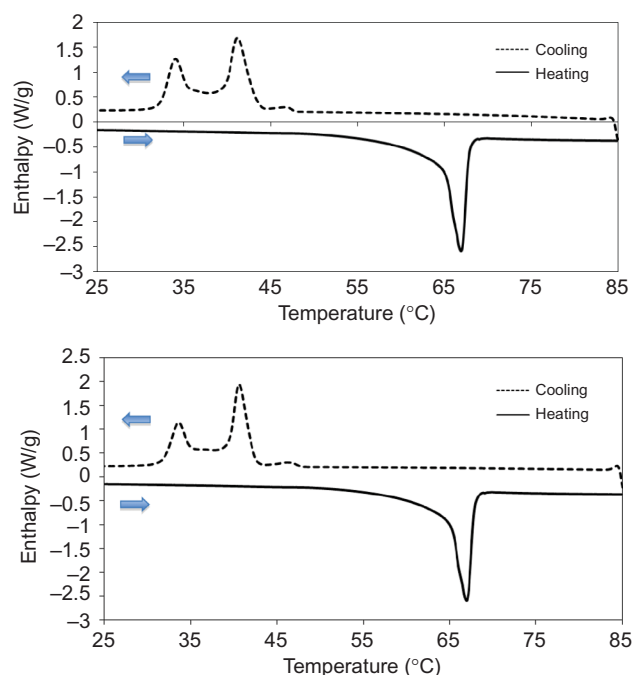 2
1.5
1
0.5
0
–0.5
–1
–1.5
–2
–2.5
–3
Enthalpy (W/g)
Cooling
Heating
25 35 45 55 65 75 85
Temperature (°C)
2.5
2
1.5
1
0.5
0
–0.5
–1
–1.5
–2
–2.5
–3
Enthalpy (W/g)
Cooling
Heating
25 35 45 55 65 75 85
Temperature (°C)